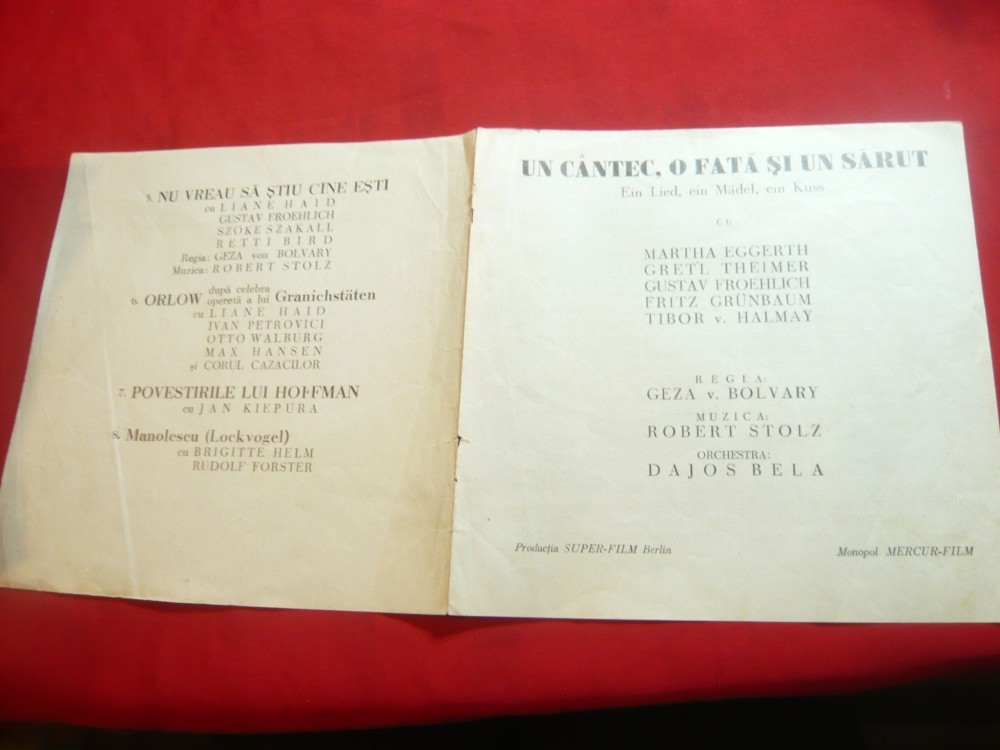 5. NU VREAU SĂ ȘTIU CINE EȘTI
cu LIANE HAID
GUSTAV FROEHLICH
SZÖKE SZAKALL
BETTI BIRD
Regia: GEZA von BOLVARY
Muzica: ROBERT STOLZ
6. ORLOW după celebra operetă a lui Granichstäten
cu LIANE HAID
IVAN PETROVICI
OTTO WALBURG
MAX HANSEN
și CORUL CAZACILOR
7. POVESTIRILE LUI HOFFMAN
cu JAN KIEPURA
8. Manolescu (Lockvogel)
cu BRIGITTE HELM
RUDOLF FORSTER
UN CÂNTEC, O FATĂ ȘI UN SĂRUT
Ein Lied, ein Mädel, ein Kuss
CU
MARTHA EGGERTH
GRET'L THEIMER
GUSTAV FROEHLICH
FRITZ GRÜNBAUM
TIBOR v. HALMAY
REGIA:
GEZA v. BOLVARY
MUZICA:
ROBERT STOLZ
ORCHESTRA:
DAJOS BELA
Producția SUPER-FILM Berlin
Monopol MERCUR-FILM